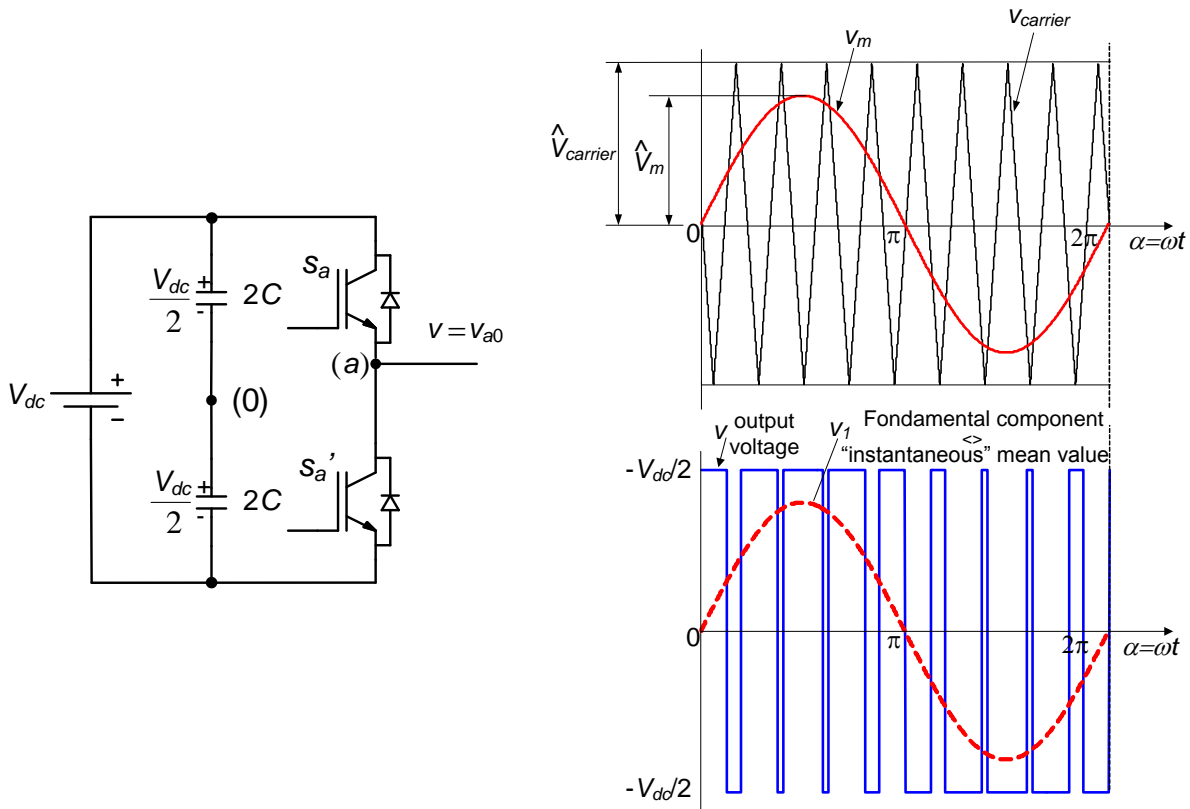 V_dc
+
-
V_dc/2
+
-
2C
(0)
V_dc/2
+
-
2C
s_a
(a)
s_a’
v=v_a0
V̂_carrier
V̂_m
v_m
v_carrier
0
π
2π
α=ωt
v output
voltage
v_1
Fondamental component
<>
“instantaneous” mean value
-V_dc/2
0
π
2π
α=ωt
-V_dc/2